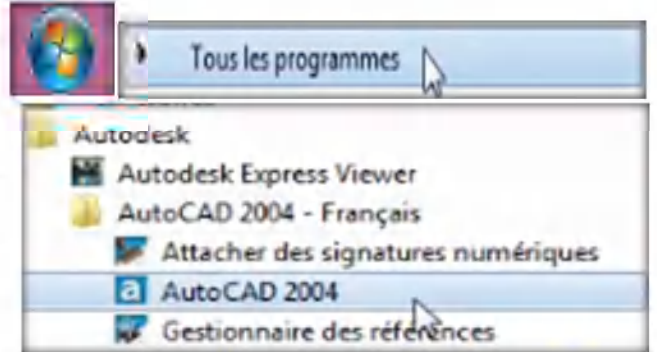 Tous les programmes
Autodesk
Autodesk Express Viewer
AutoCAD 2004 - Français
Attacher des signatures numériques
AutoCAD 2004
Gestionnaire des références